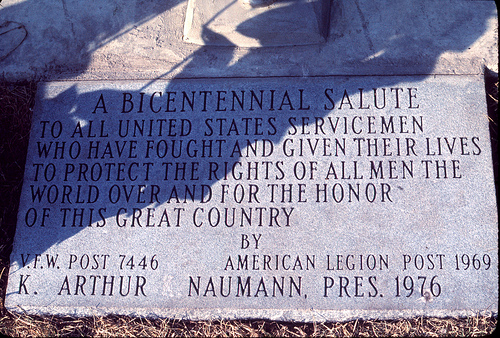 A BICENTENNIAL SALUTE
TO ALL UNITED STATES SERVICEMEN
WHO HAVE FOUGHT AND GIVEN THEIR LIVES
TO PROTECT THE RIGHTS OF ALL MEN THE
WORLD OVER AND FOR THE HONOR
OF THIS GREAT COUNTRY
BY
V.F.W. POST 7446 AMERICAN LEGION POST 1969
K. ARTHUR NAUMANN, PRES. 1976